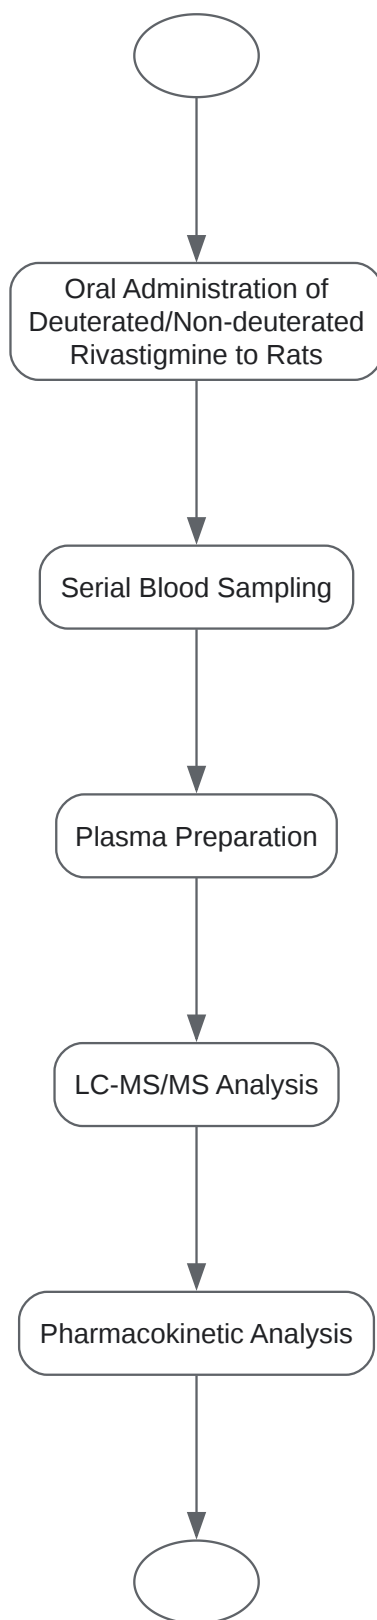 Oral Administration of
Deuterated/Non-deuterated
Rivastigmine to Rats
Serial Blood Sampling
Plasma Preparation
LC-MS/MS Analysis
Pharmacokinetic Analysis